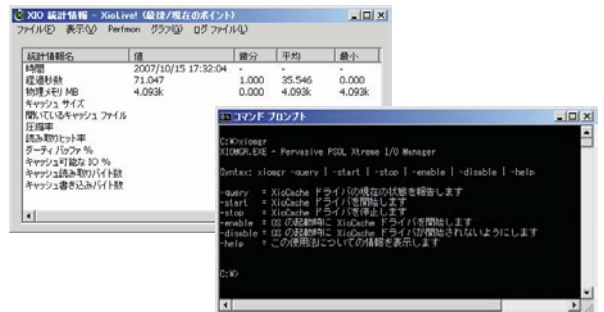 XIO 統計情報 - XioLive! (最後/現在のポイント)
ファイル(F) 表示(V) Perfmon グラフ(G) ログ ファイル(L)
統計情報名 値 微分 平均 最小
時間 2007/10/15 17:32:04 - - -
経過秒数 71.047 1.000 35.546 0.000
物理メモリ MB 4.093k 0.000 4.093k 4.093k
キャッシュ サイズ
開いているキャッシュ ファイル
圧縮率
読み取りヒット率
ダーティ バッファ %
キャッシュ可能な IO %
キャッシュ読み取りバイト数
キャッシュ書き込みバイト数
コマンド プロンプト
C:¥>xiomgr
XIOMGR.EXE - Pervasive PSQL Xtreme I/O Manager
Syntax: xiomgr -query | -start | -stop | -enable | -disable | -help
-query = XioCache ドライバの現在の状態を報告します
-start = XioCache ドライバを開始します
-stop = XioCache ドライバを停止します
-enable = OS の起動時に XioCache ドライバを開始します
-disable = OS の起動時に XioCache ドライバが開始されないようにします
-help = この使用法についての情報を表示します
C:¥>